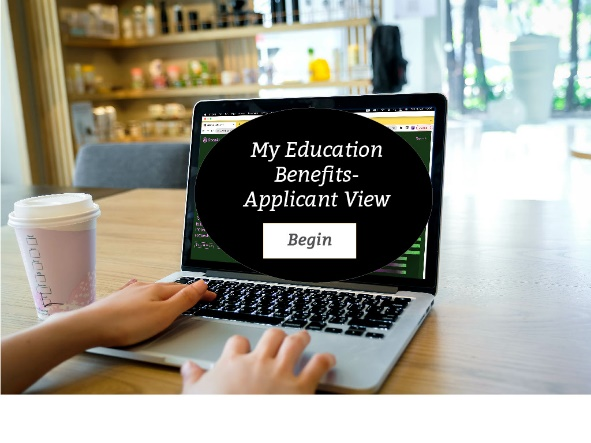 My Education
Benefits-
Applicant View
Begin